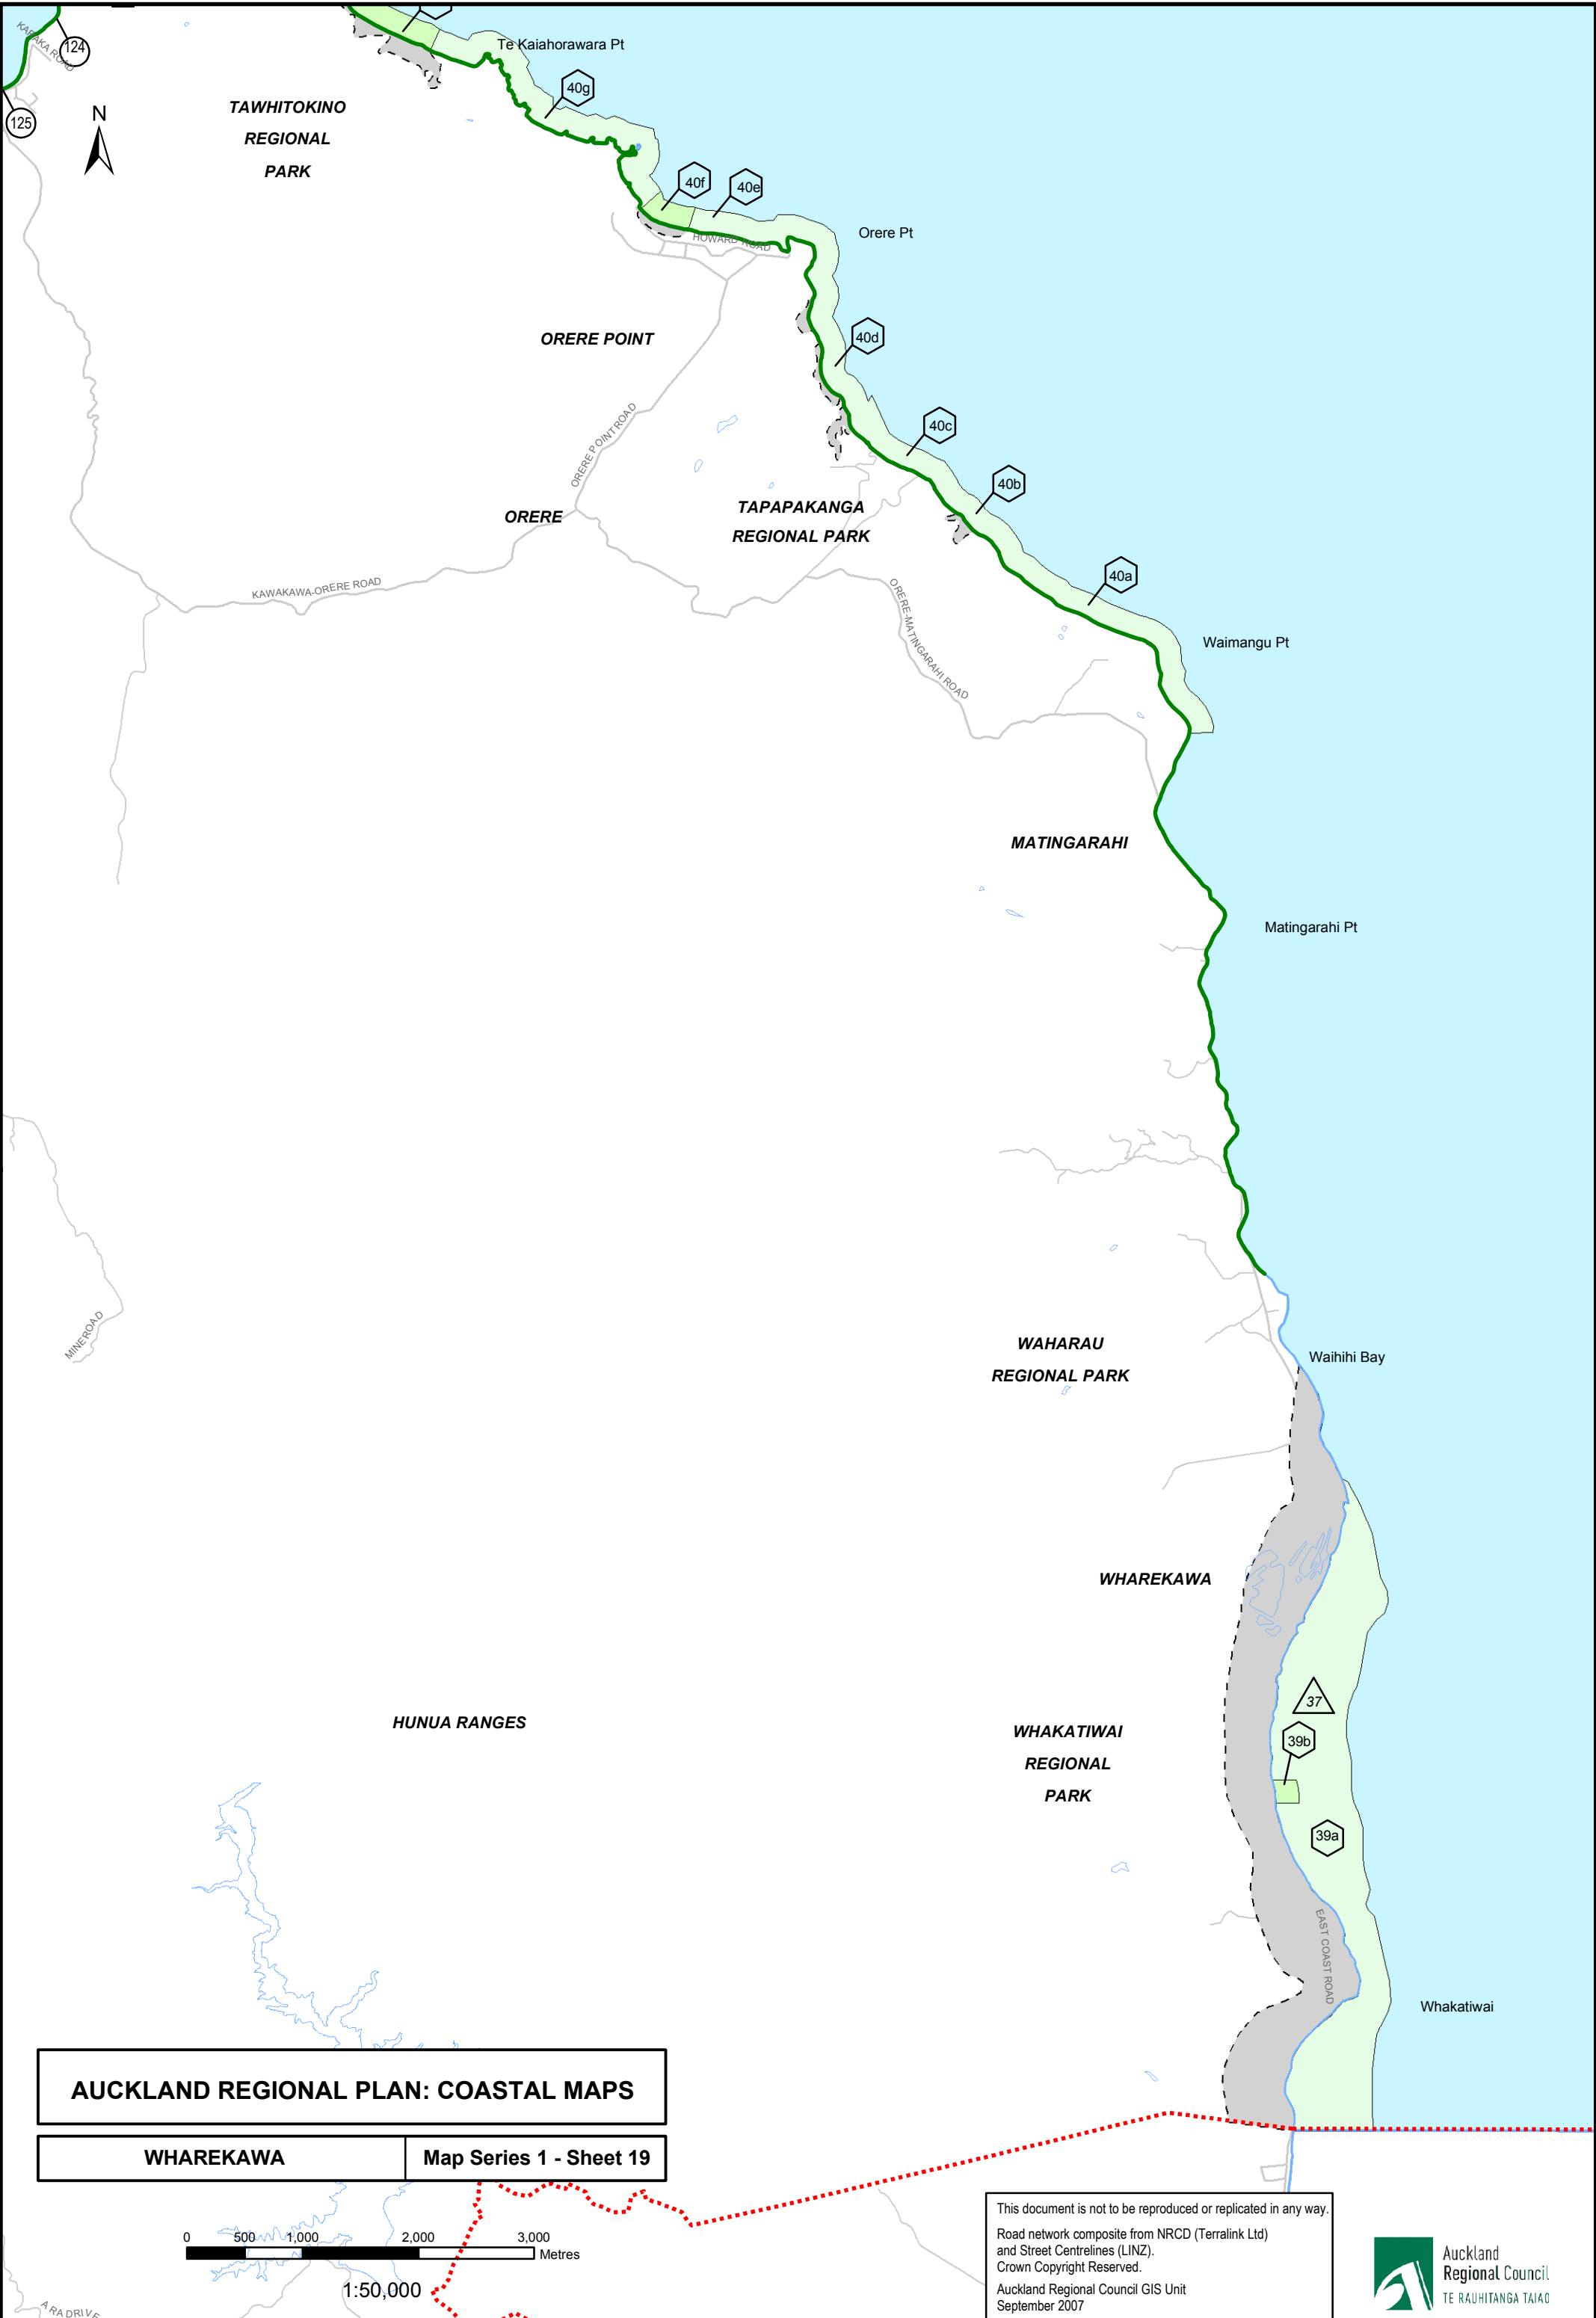 KARAKA ROAD
124
125
N
TAWHITOKINO
REGIONAL
PARK
Te Kaiahorawara Pt
40g
40f
40e
HOWARD ROAD
Orere Pt
ORERE POINT
40d
40c
40b
40a
ORERE POINT ROAD
ORERE
TAPAPAKANGA
REGIONAL PARK
KAWAKAWA-ORERE ROAD
ORERE-MATINGARAHI ROAD
Waimangu Pt
MATINGARAHI
Matingarahi Pt
MINE ROAD
WAHARAU
REGIONAL PARK
Waihihi Bay
WHAREKAWA
37
39b
39a
HUNUA RANGES
WHAKATIWAI
REGIONAL
PARK
EAST COAST ROAD
Whakatiwai
AUCKLAND REGIONAL PLAN: COASTAL MAPS
WHAREKAWA
Map Series 1 - Sheet 19
0 500 1,000 2,000 3,000
Metres
1:50,000
This document is not to be reproduced or replicated in any way.
Road network composite from NRCD (Terralink Ltd)
and Street Centrelines (LINZ).
Crown Copyright Reserved.
Auckland Regional Council GIS Unit
September 2007
Auckland
Regional Council
TE RAUHITANGA TAIAO